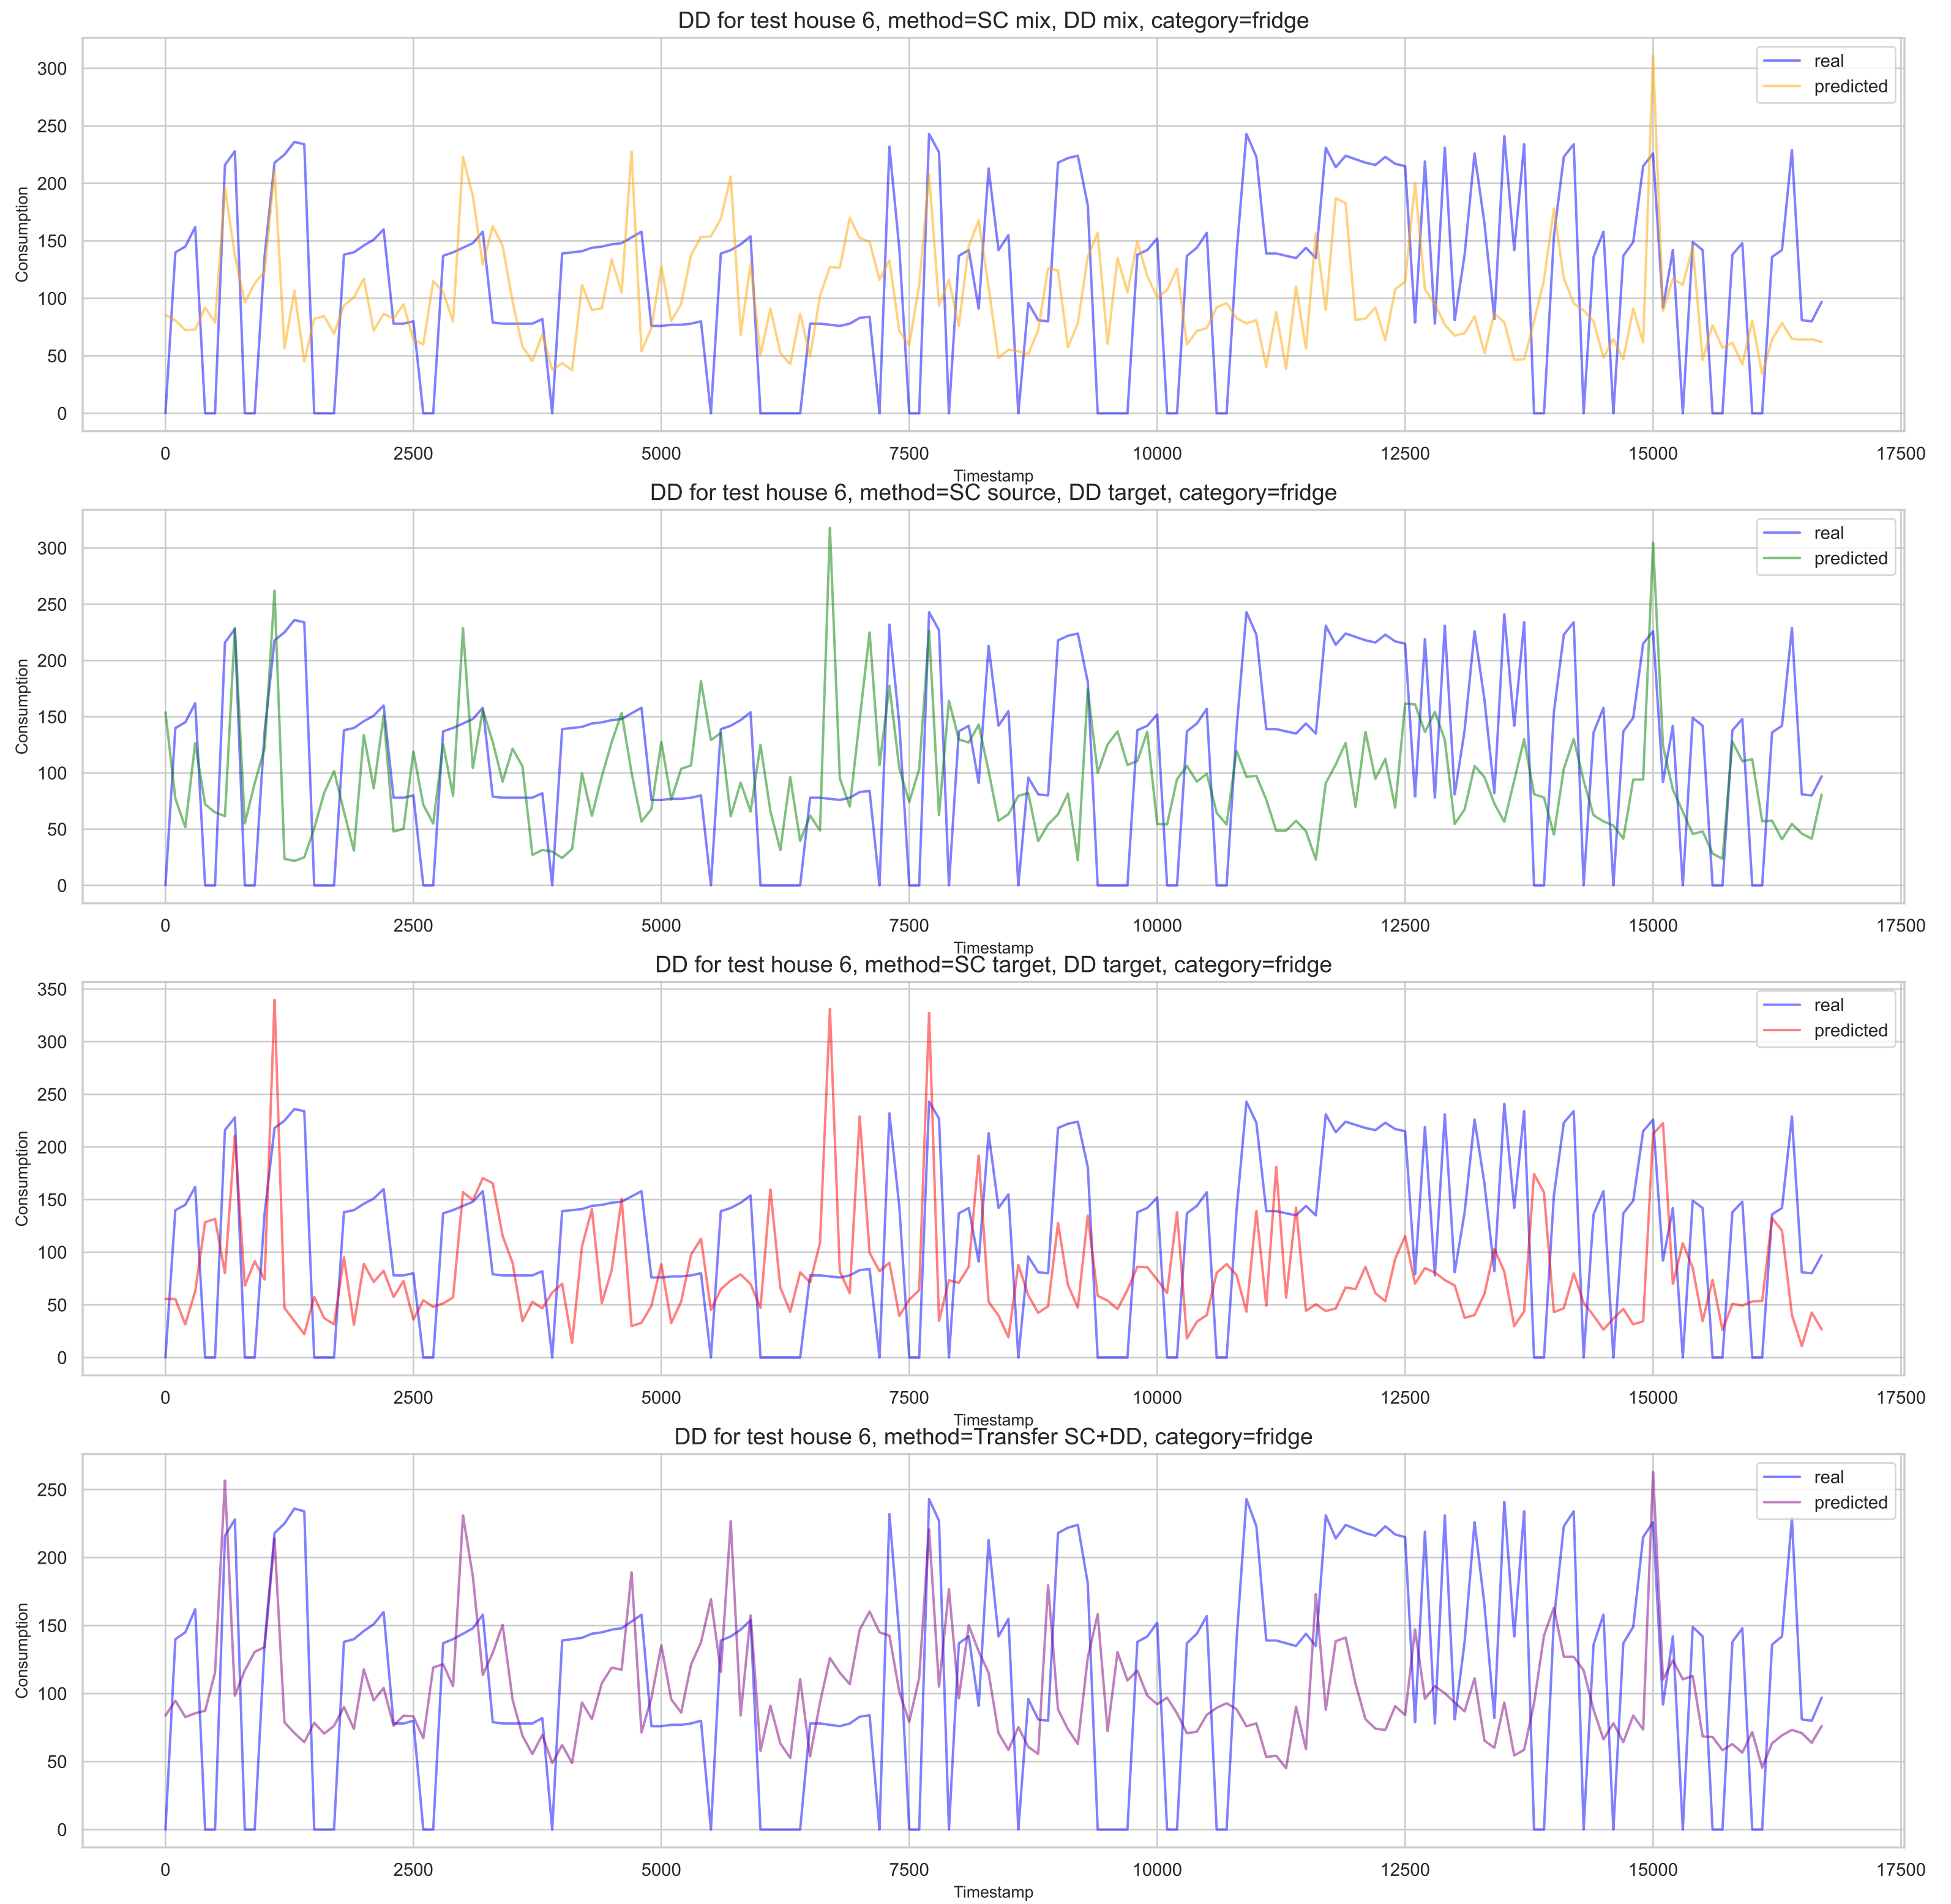 DD for test house 6, method=SC mix, DD mix, category=fridge
real
predicted
Consumption
300
250
200
150
100
50
0
0 2500 5000 7500 10000 12500 15000 17500
Timestamp
DD for test house 6, method=SC source, DD target, category=fridge
real
predicted
Consumption
300
250
200
150
100
50
0
0 2500 5000 7500 10000 12500 15000 17500
Timestamp
DD for test house 6, method=SC target, DD target, category=fridge
real
predicted
Consumption
350
300
250
200
150
100
50
0
0 2500 5000 7500 10000 12500 15000 17500
Timestamp
DD for test house 6, method=Transfer SC+DD, category=fridge
real
predicted
Consumption
250
200
150
100
50
0
0 2500 5000 7500 10000 12500 15000 17500
Timestamp